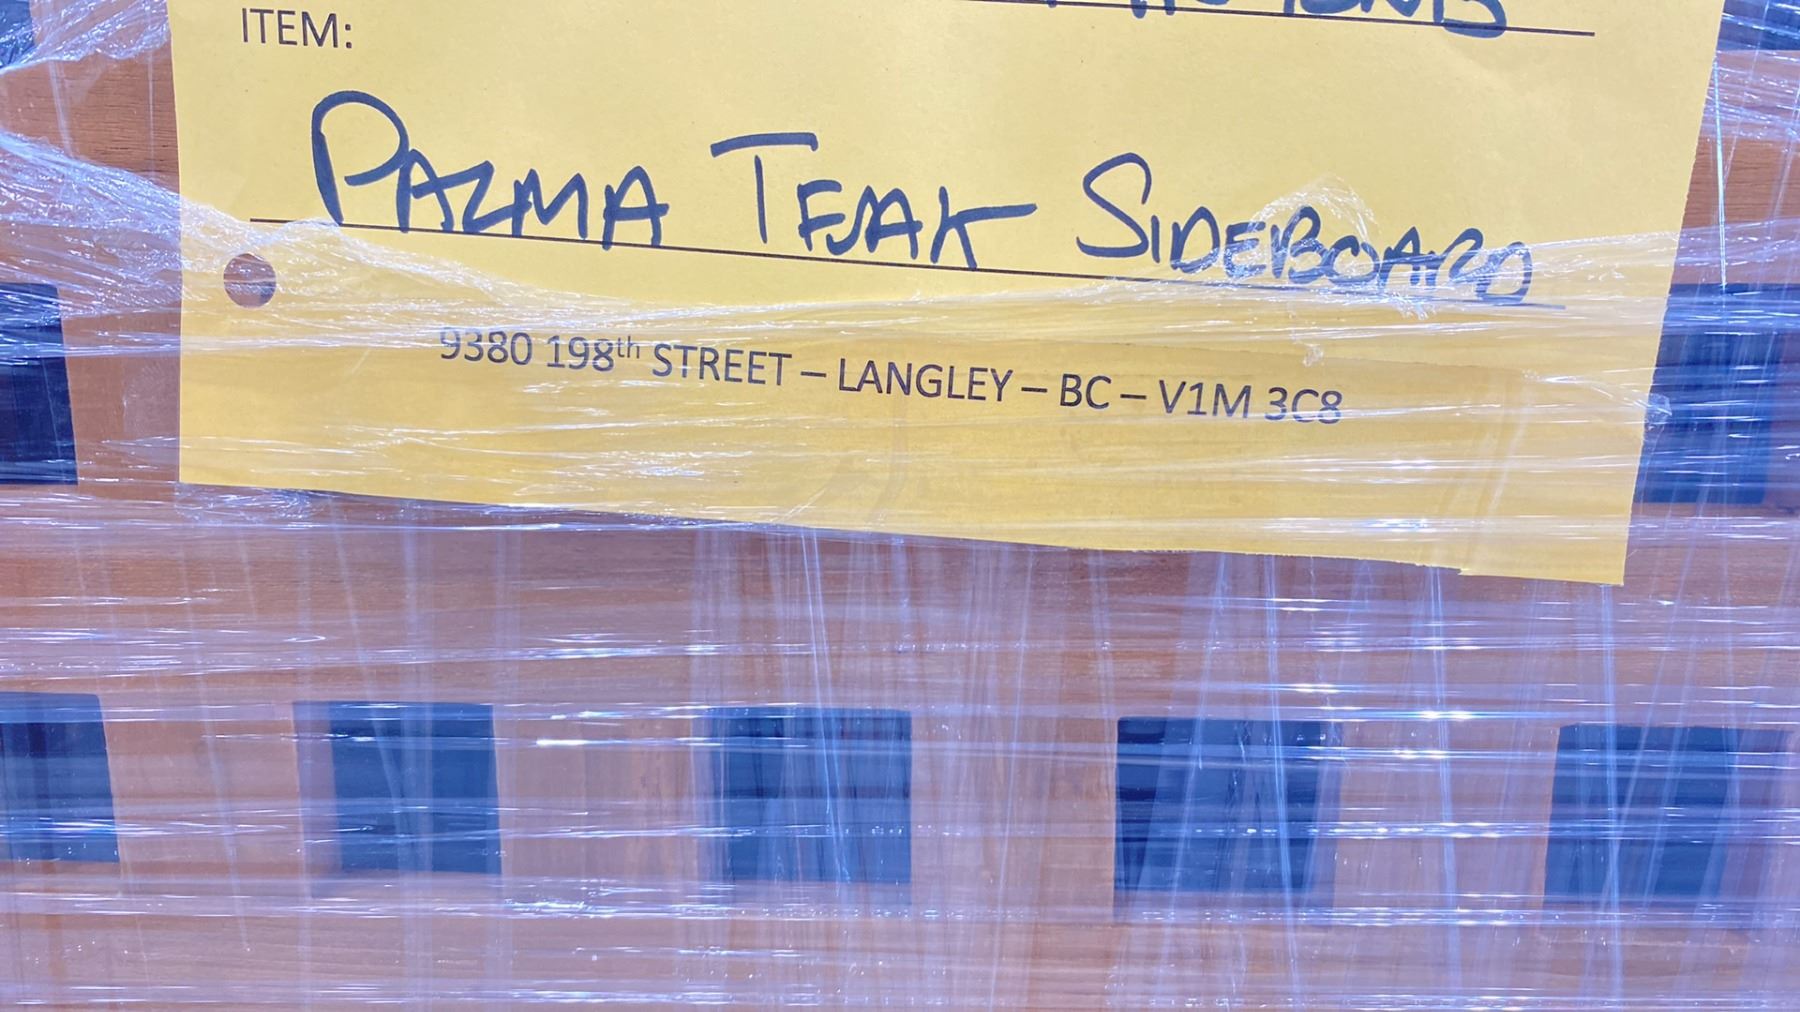 ITEM:
PALMA TEAK SIDEBOARD
9380 198th STREET – LANGLEY – BC – V1M 3C8